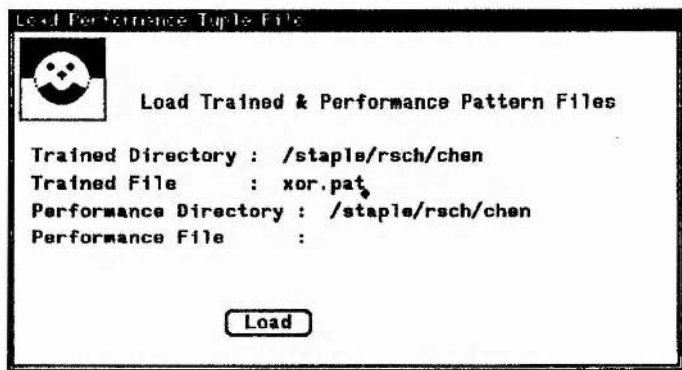 Load Performance Tuple File
Load Trained & Performance Pattern Files
Trained Directory : /staple/rsch/chen
Trained File : xor.pat
Performance Directory : /staple/rsch/chen
Performance File :
Load